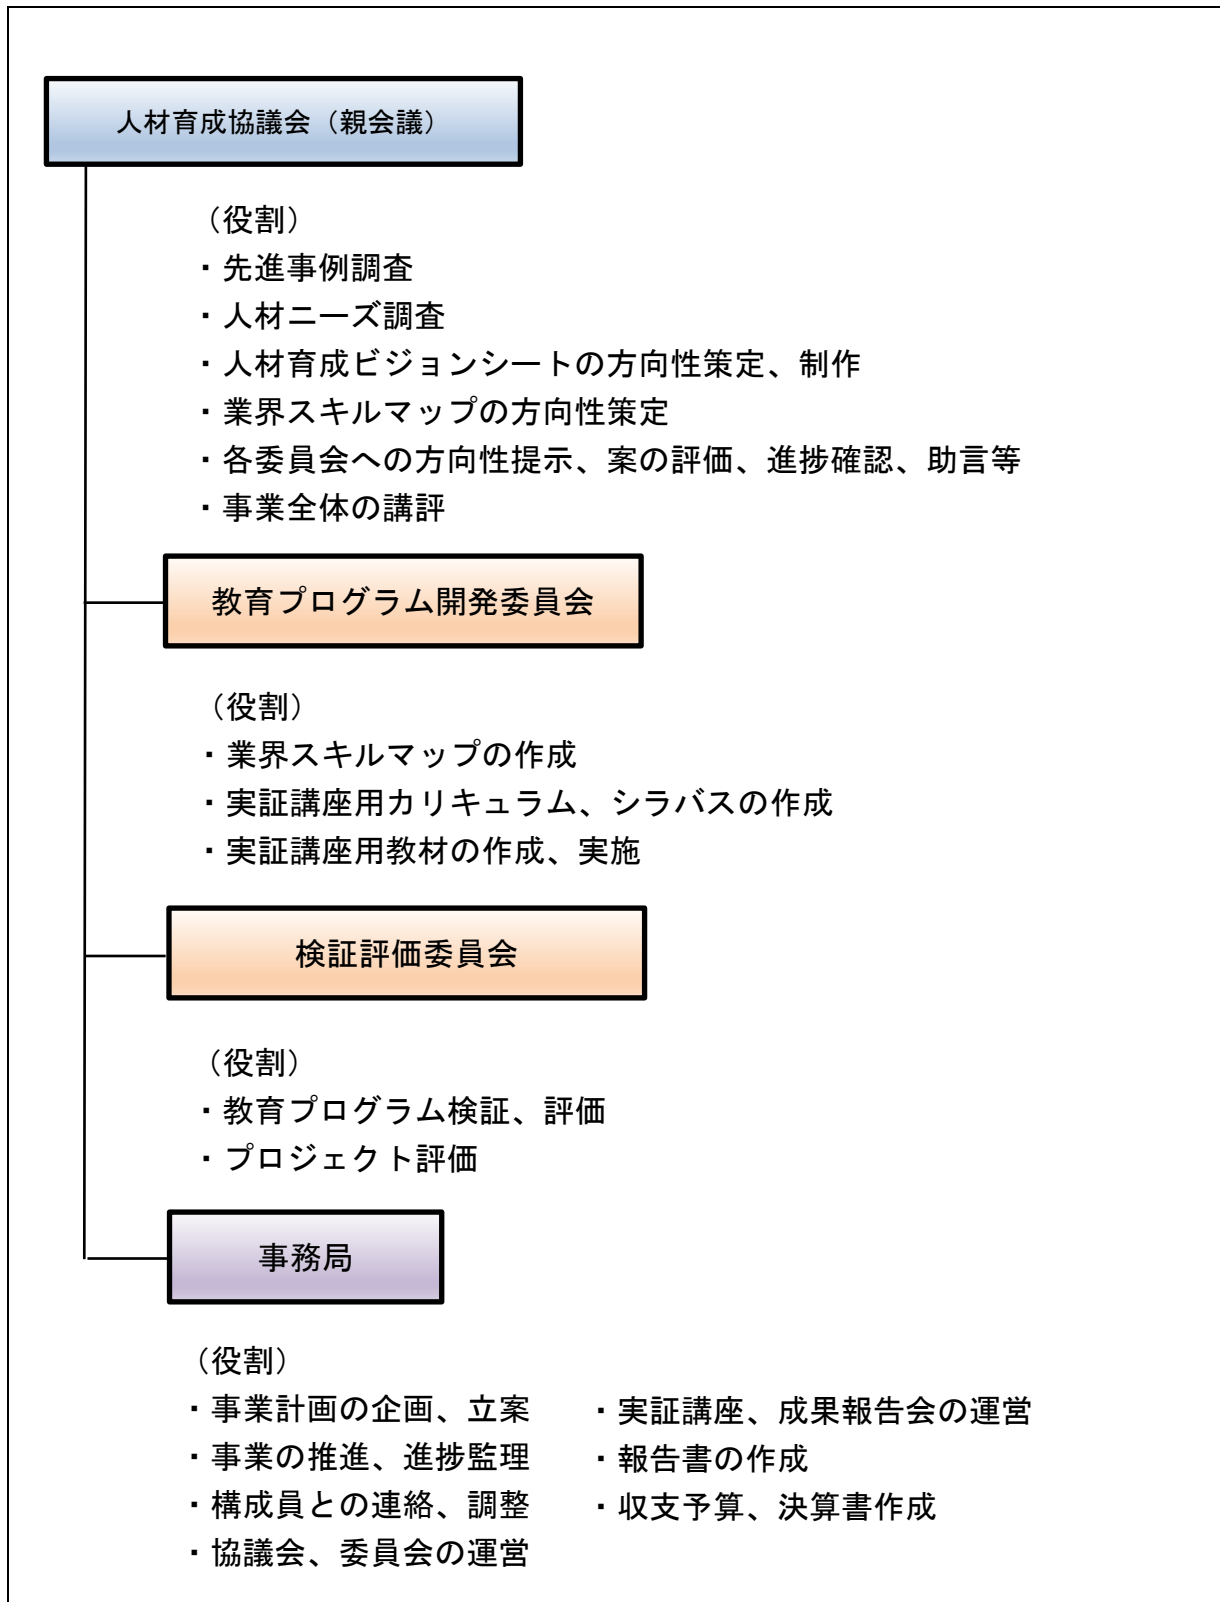 人材育成協議会（親会議）
（役割）
・先進事例調査
・人材ニーズ調査
・人材育成ビジョンシートの方向性策定、制作
・業界スキルマップの方向性策定
・各委員会への方向性提示、案の評価、進捗確認、助言等
・事業全体の講評
教育プログラム開発委員会
（役割）
・業界スキルマップの作成
・実証講座用カリキュラム、シラバスの作成
・実証講座用教材の作成、実施
検証評価委員会
（役割）
・教育プログラム検証、評価
・プロジェクト評価
事務局
（役割）
・事業計画の企画、立案
・事業の推進、進捗監理
・構成員との連絡、調整
・協議会、委員会の運営
・実証講座、成果報告会の運営
・報告書の作成
・収支予算、決算書作成